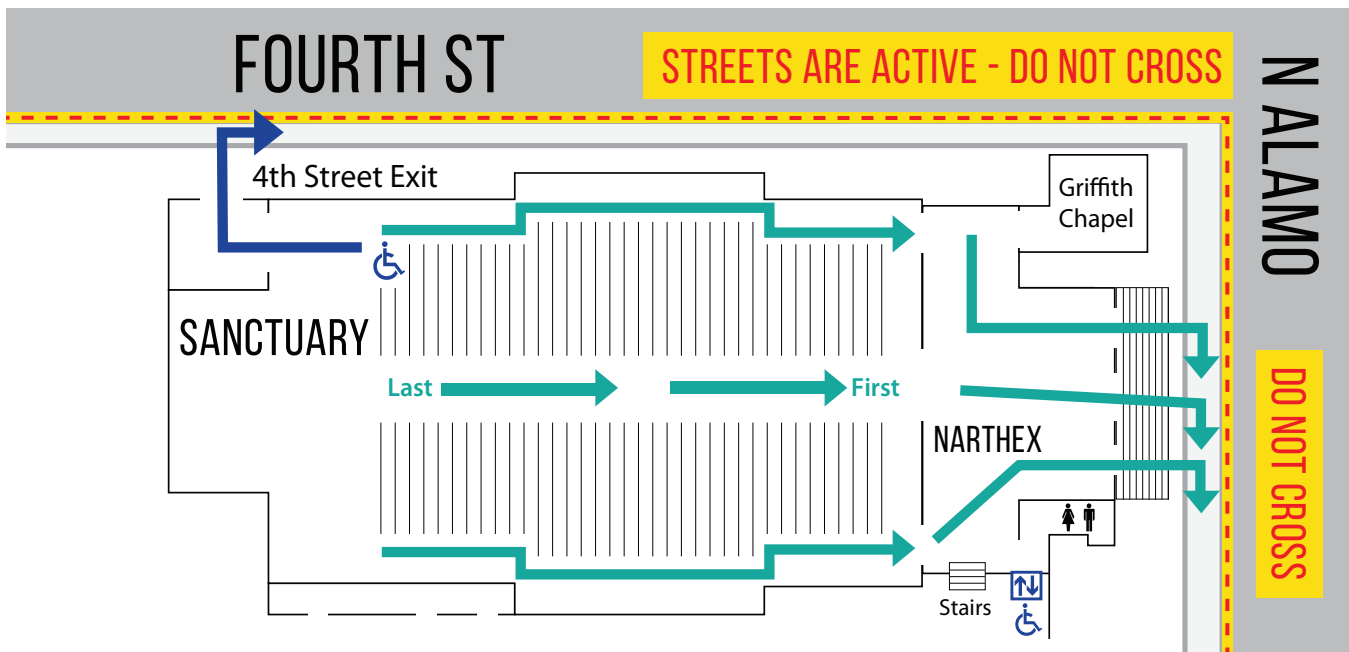 FOURTH ST
STREETS ARE ACTIVE - DO NOT CROSS
N ALAMO
4th Street Exit
Griffith
Chapel
SANCTUARY
Last
First
DO NOT CROSS
NARTHEX
Stairs